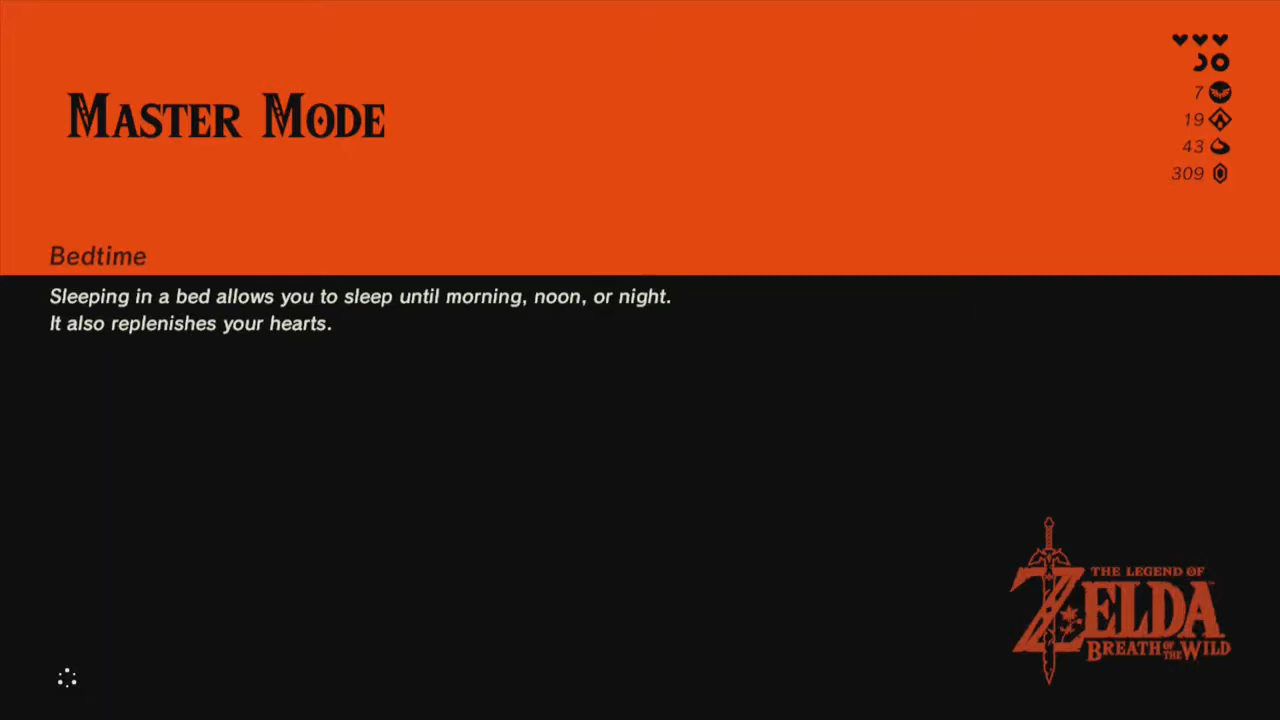 MASTER MODE
7
19
43
309
Bedtime
Sleeping in a bed allows you to sleep until morning, noon, or night.
It also replenishes your hearts.
THE LEGEND OF
ZELDA
BREATH OF THE WILD